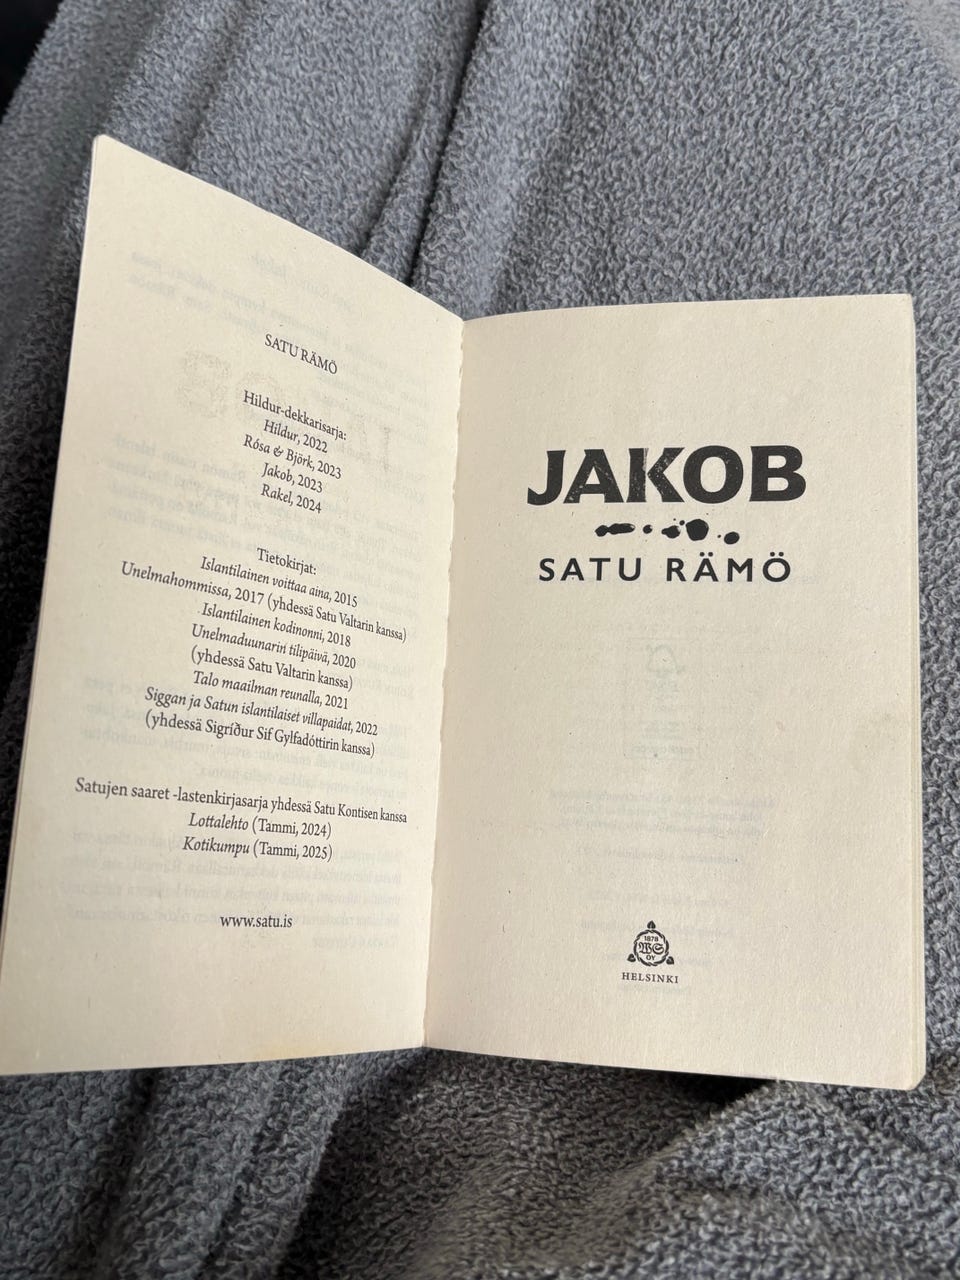 SATU RÄMÖ
Hildur-dekkarisarja:
Hildur, 2022
Rósa & Björk, 2023
Jakob, 2023
Rakel, 2024
Tietokirjat:
Islantilainen voittaa aina, 2015
Unelmahommissa, 2017 (yhdessä Satu Valtarin kanssa)
Islantilainen kodinonni, 2018
Unelmaduunarin tilipäivä, 2020
(yhdessä Satu Valtarin kanssa)
Talo maailman reunalla, 2021
Siggan ja Satun islantilaiset villapaidat, 2022
(yhdessä Sigríður Sif Gylfadóttirin kanssa)
Satujen saaret -lastenkirjasarja yhdessä Satu Kontisen kanssa
Lottalehto (Tammi, 2024)
Kotikumpu (Tammi, 2025)
www.satu.is
JAKOB
SATU RÄMÖ
1878
WS
OY
HELSINKI